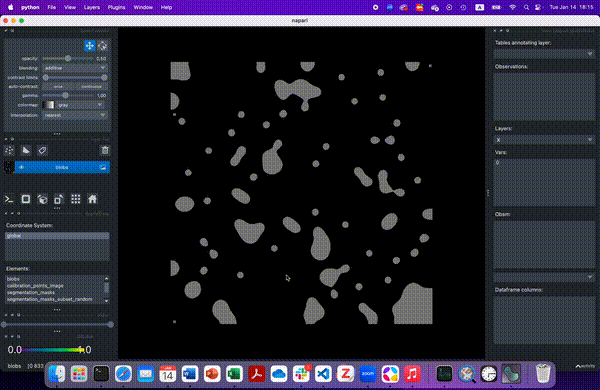 python File View Layers Plugins Window Help
A
Tue Jan 14 18:15
napari
opacity: 0,50
blending: additive
contrast limits:
auto-contrast: once continuous
gamma: 1,00
colormap: gray
interpolation: nearest
blobs
Coordinate System:
global
Elements:
blobs
calibration_points_image
segmentation_masks
segmentation_masks_subset_random
0.0 1.0
Tables annotating layer:
Observations:
Layers:
X
Vars:
0
Obsm:
Dataframe columns:
blobs
activity
JAN
14